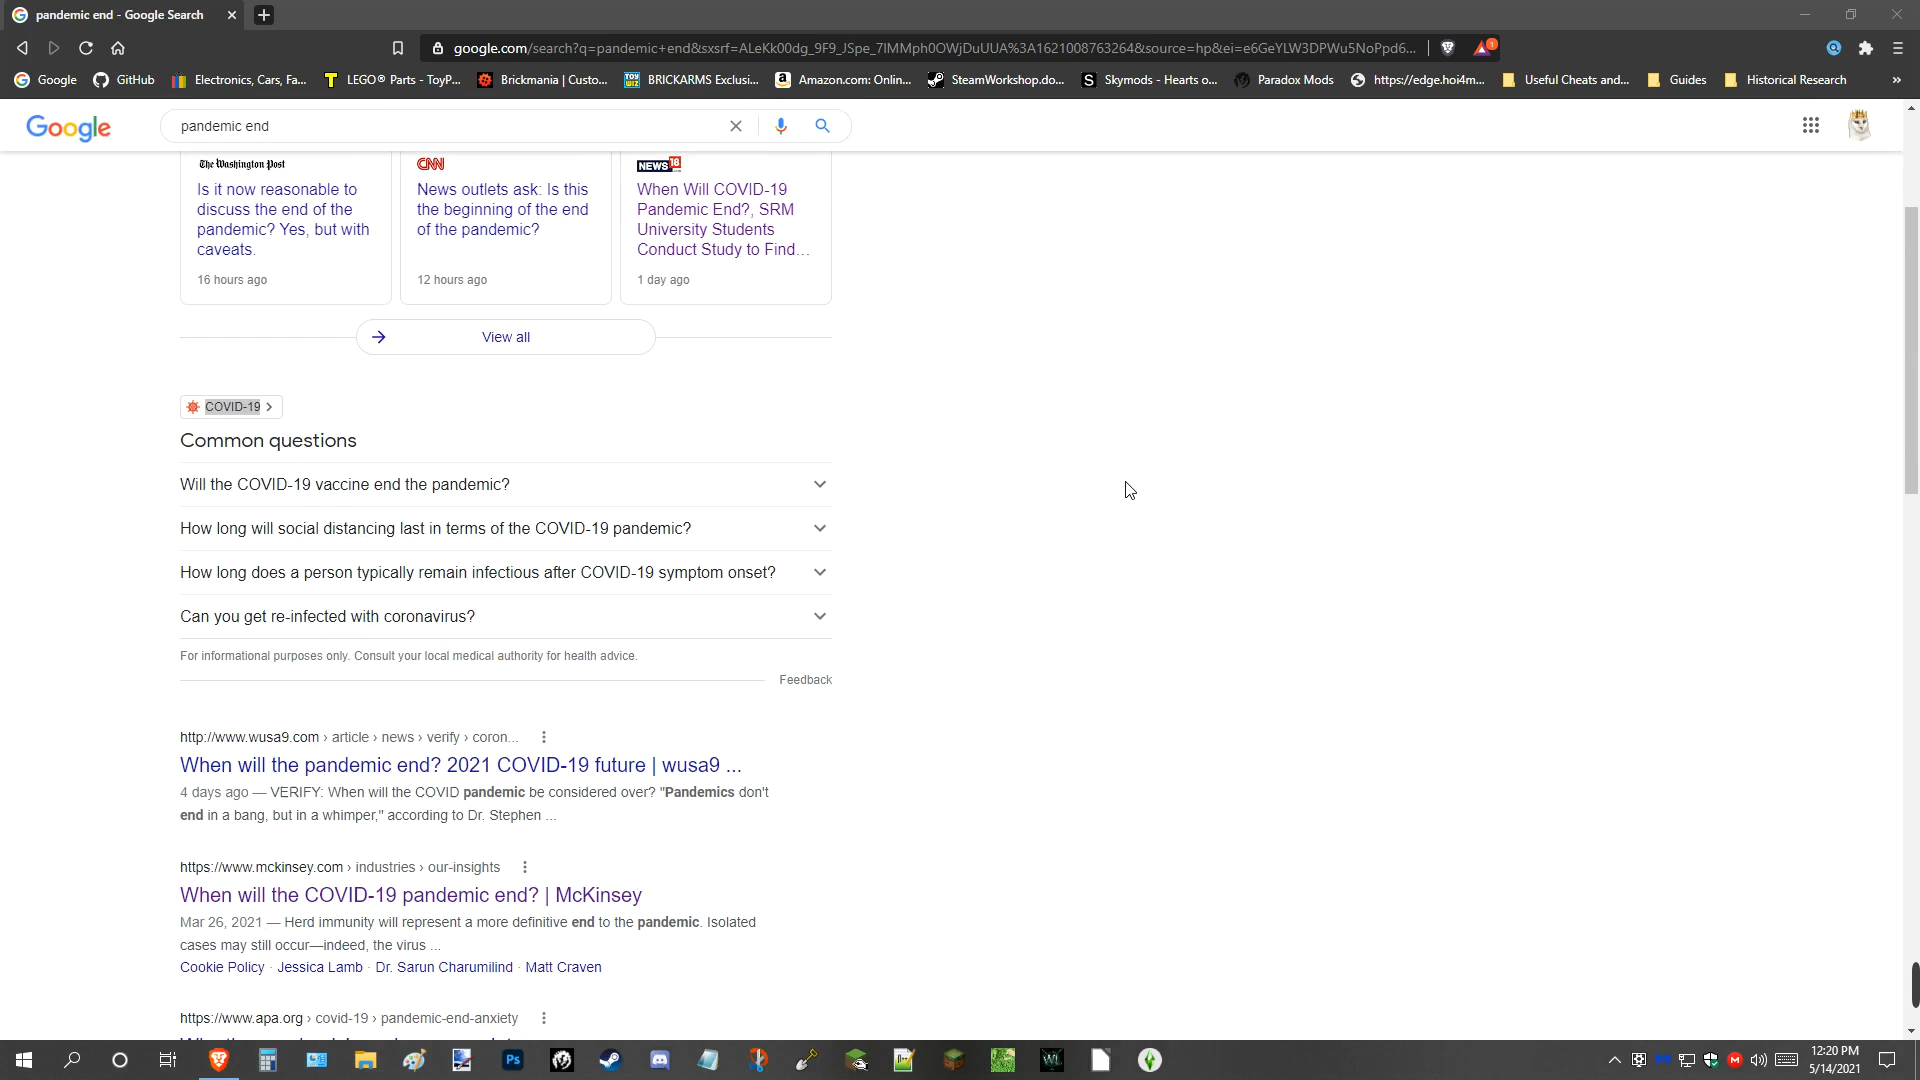 pandemic end - Google Search
google.com/search?q=pandemic+end&sxsrf=ALeKk00dg_9F9_JSpe_7IMMph0OWjDuUUA%3A1621008763264&source=hp&ei=e6GeYLW3DPWu5NoPpd6...
1
Google GitHub Electronics, Cars, Fa... LEGO® Parts - ToyP... Brickmania | Custo... BRICKARMS Exclusi... Amazon.com: Onlin... SteamWorkshop.do... Skymods - Hearts o... Paradox Mods https://edge.hoi4m... Useful Cheats and... Guides Historical Research »
Google pandemic end
The Washington Post
Is it now reasonable to
discuss the end of the
pandemic? Yes, but with
caveats.
16 hours ago
CNN
News outlets ask: Is this
the beginning of the end
of the pandemic?
12 hours ago
NEWS18
When Will COVID-19
Pandemic End?, SRM
University Students
Conduct Study to Find...
1 day ago
View all
COVID-19
Common questions
Will the COVID-19 vaccine end the pandemic?
How long will social distancing last in terms of the COVID-19 pandemic?
How long does a person typically remain infectious after COVID-19 symptom onset?
Can you get re-infected with coronavirus?
For informational purposes only. Consult your local medical authority for health advice.
Feedback
http://www.wusa9.com › article › news › verify › coron...
When will the pandemic end? 2021 COVID-19 future | wusa9 ...
4 days ago — VERIFY: When will the COVID pandemic be considered over? "Pandemics don't
end in a bang, but in a whimper," according to Dr. Stephen ...
https://www.mckinsey.com › industries › our-insights
When will the COVID-19 pandemic end? | McKinsey
Mar 26, 2021 — Herd immunity will represent a more definitive end to the pandemic. Isolated
cases may still occur—indeed, the virus ...
Cookie Policy · Jessica Lamb · Dr. Sarun Charumilind · Matt Craven
https://www.apa.org › covid-19 › pandemic-end-anxiety
Ps
WL
12:20 PM
5/14/2021